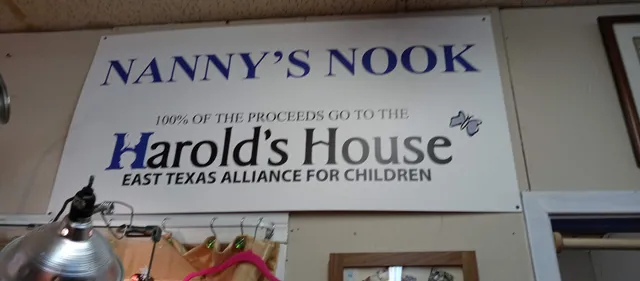 NANNY'S NOOK
100% OF THE PROCEEDS GO TO THE
Harold's House
EAST TEXAS ALLIANCE FOR CHILDREN